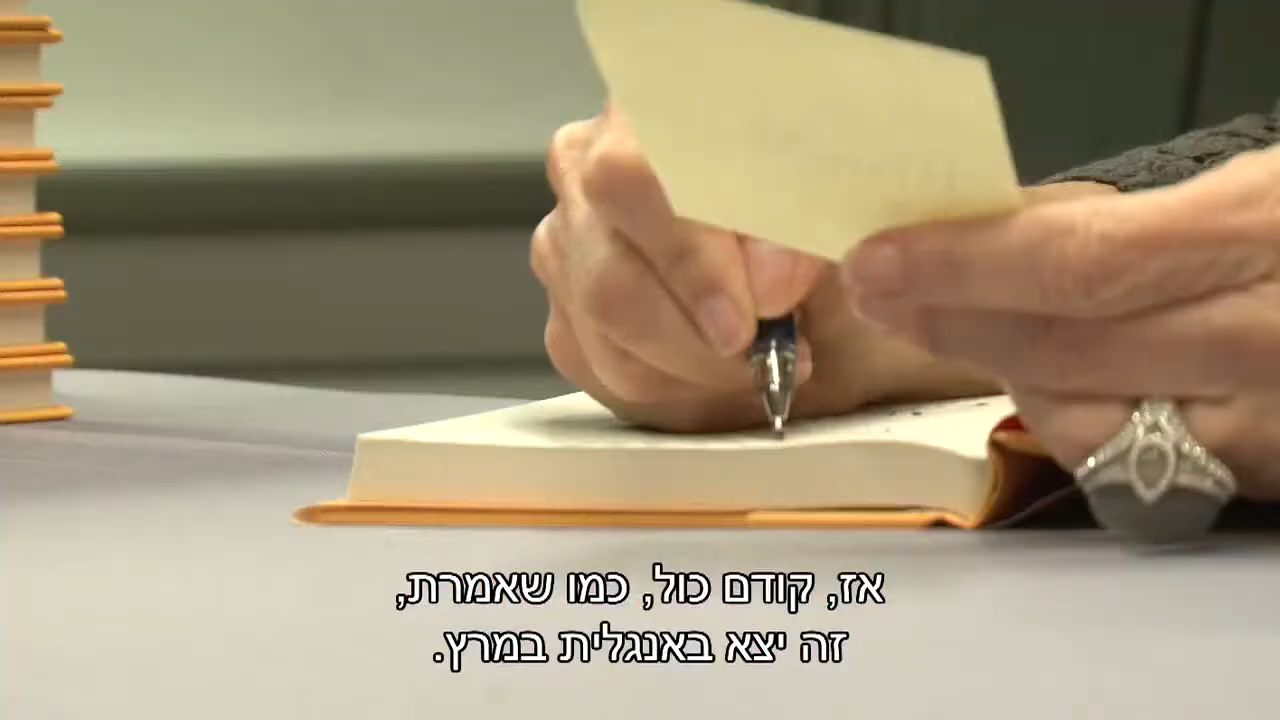 אז, קודם כול, כמו שאמרת,
זה יצא באנגלית במרץ.